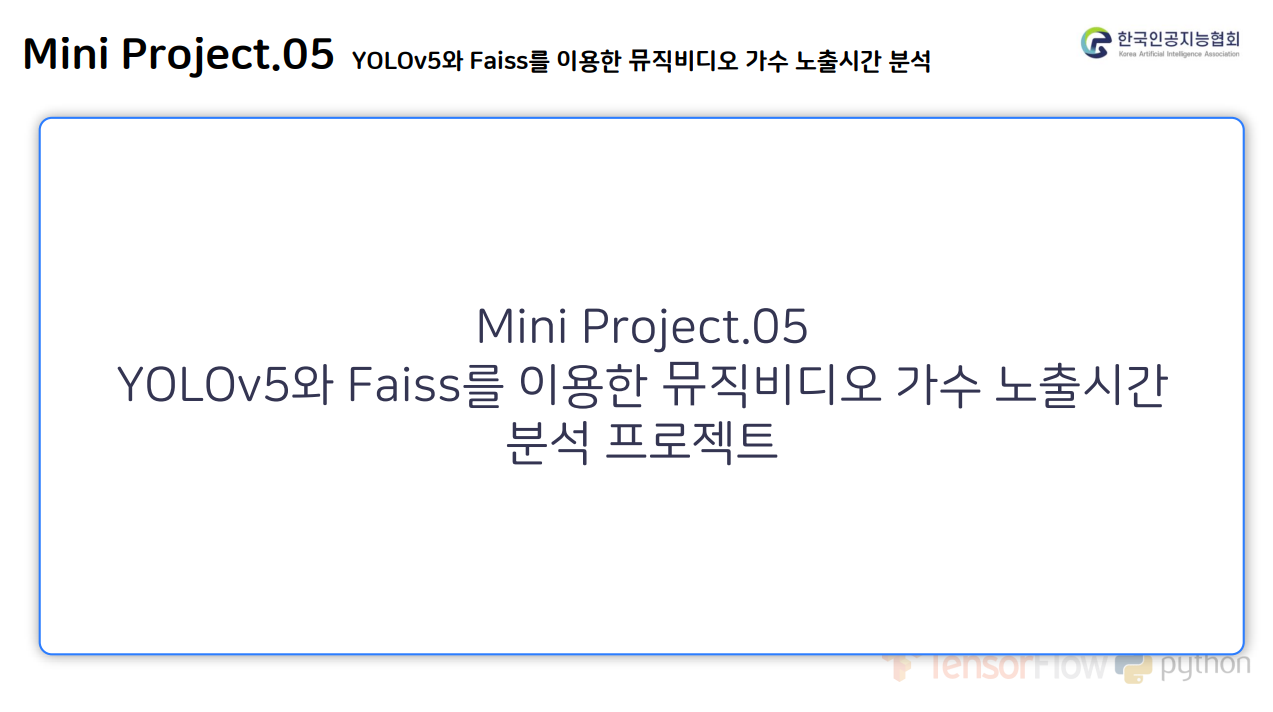 Mini Project.05 YOLOv5와 Faiss를 이용한 뮤직비디오 가수 노출시간 분석
한국인공지능협회
Korea Artificial Intelligence Association
Mini Project.05
YOLOv5와 Faiss를 이용한 뮤직비디오 가수 노출시간
분석 프로젝트
TensorFlow python